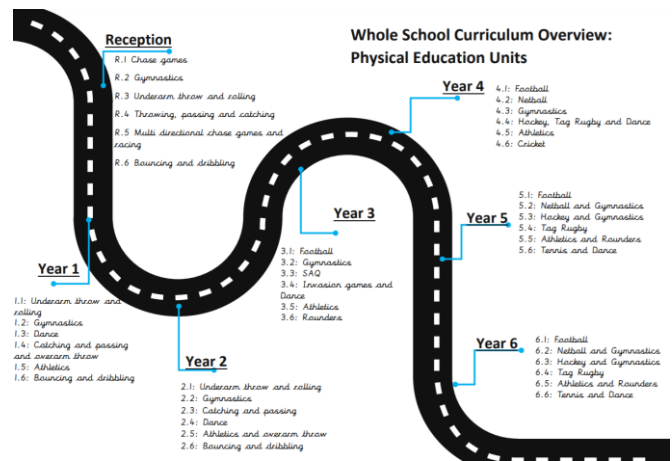 Whole School Curriculum Overview:
Physical Education Units
Reception
R.1 Chase games
R.2 Gymnastics
R.3 Underarm throw and rolling
R.4 Throwing, passing and catching
R.5 Multi directional chase games and
racing
R.6 Bouncing and dribbling
Year 1
1.1: Underarm throw and
rolling
1.2: Gymnastics
1.3: Dance
1.4: Catching and passing
and overarm throw
1.5: Athletics
1.6: Bouncing and dribbling
Year 2
2.1: Underarm throw and rolling
2.2: Gymnastics
2.3: Catching and passing
2.4: Dance
2.5: Athletics and overarm throw
2.6: Bouncing and dribbling
Year 3
3.1: Football
3.2: Gymnastics
3.3: SAQ
3.4: Invasion games and
Dance
3.5: Athletics
3.6: Rounders
Year 4
4.1: Football
4.2: Netball
4.3: Gymnastics
4.4: Hockey, Tag Rugby and Dance
4.5: Athletics
4.6: Cricket
Year 5
5.1: Football
5.2: Netball and Gymnastics
5.3: Hockey and Gymnastics
5.4: Tag Rugby
5.5: Athletics and Rounders
5.6: Tennis and Dance
Year 6
6.1: Football
6.2: Netball and Gymnastics
6.3: Hockey and Gymnastics
6.4: Tag Rugby
6.5: Athletics and Rounders
6.6: Tennis and Dance